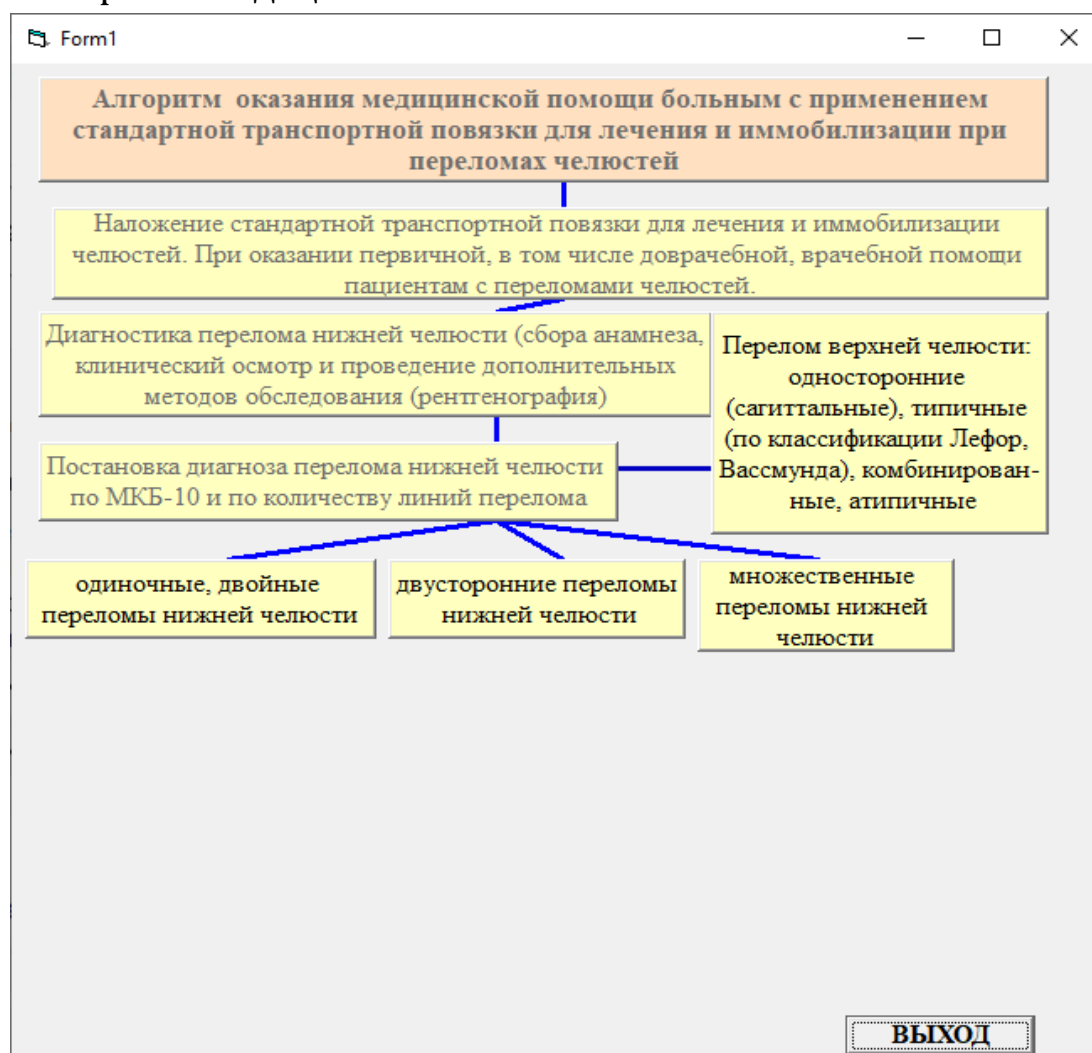 Form1
Алгоритм оказания медицинской помощи больным с применением
стандартной транспортной повязки для лечения и иммобилизации при
переломах челюстей
Наложение стандартной транспортной повязки для лечения и иммобилизации
челюстей. При оказании первичной, в том числе доврачебной, врачебной помощи
пациентам с переломами челюстей.
Диагностика перелома нижней челюсти (сбора анамнеза,
клинический осмотр и проведение дополнительных
методов обследования (рентгенография)
Перелом верхней челюсти:
односторонние
(сагиттальные), типичные
(по классификации Лефор,
Вассмунда), комбинирован-
ные, атипичные
Постановка диагноза перелома нижней челюсти
по МКБ-10 и по количеству линий перелома
одиночные, двойные
переломы нижней челюсти
двусторонние переломы
нижней челюсти
множественные
переломы нижней
челюсти
ВЫХОД